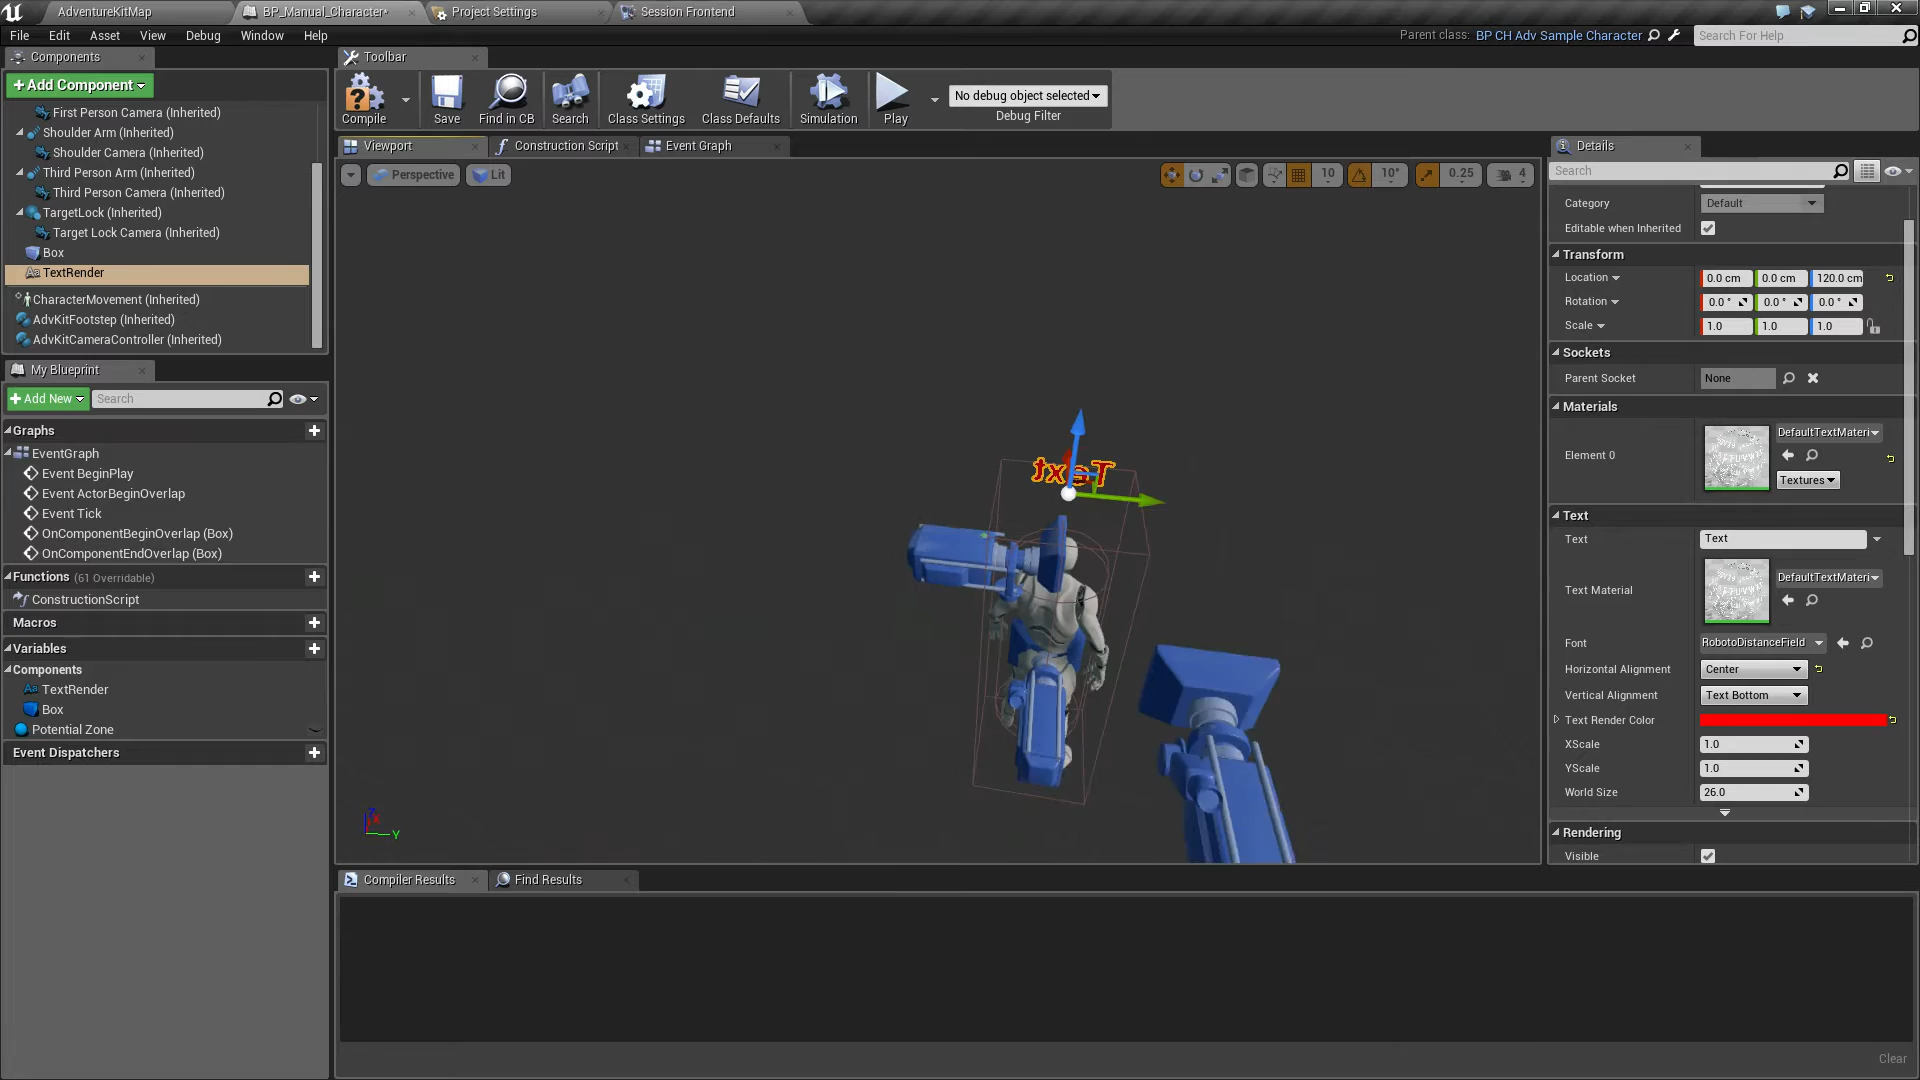 AdventureKitMap
BP_Manual_Character*
Project Settings
Session Frontend
File Edit Asset View Debug Window Help
Parent class: BP CH Adv Sample Character
Search For Help
Components
+Add Component
First Person Camera (Inherited)
Shoulder Arm (Inherited)
Shoulder Camera (Inherited)
Third Person Arm (Inherited)
Third Person Camera (Inherited)
TargetLock (Inherited)
Target Lock Camera (Inherited)
Box
TextRender
CharacterMovement (Inherited)
AdvKitFootstep (Inherited)
AdvKitCameraController (Inherited)
My Blueprint
+Add New
Search
Graphs
EventGraph
Event BeginPlay
Event ActorBeginOverlap
Event Tick
OnComponentBeginOverlap (Box)
OnComponentEndOverlap (Box)
Functions (61 Overridable)
ConstructionScript
Macros
Variables
Components
TextRender
Box
Potential Zone
Event Dispatchers
Toolbar
Compile
Save
Find in CB
Search
Class Settings
Class Defaults
Simulation
Play
No debug object selected
Debug Filter
Viewport
Construction Script
Event Graph
Perspective
Lit
10
10°
0.25
4
Text
Z
X
Y
Compiler Results
Find Results
Clear
Details
Search
Category Default
Editable when Inherited
Transform
Location 0.0 cm 0.0 cm 120.0 cm
Rotation 0.0 ° 0.0 ° 0.0 °
Scale 1.0 1.0 1.0
Sockets
Parent Socket None
Materials
Element 0
DefaultTextMateri
Textures
Text
Text Text
Text Material
DefaultTextMateri
Font RobotoDistanceField
Horizontal Alignment Center
Vertical Alignment Text Bottom
Text Render Color
XScale 1.0
YScale 1.0
World Size 26.0
Rendering
Visible